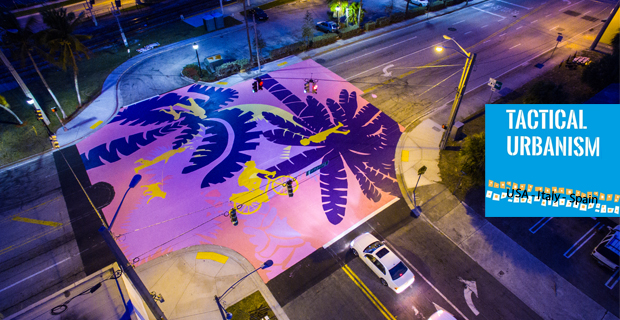 TACTICAL
URBANISM
USA - Italy - Spain